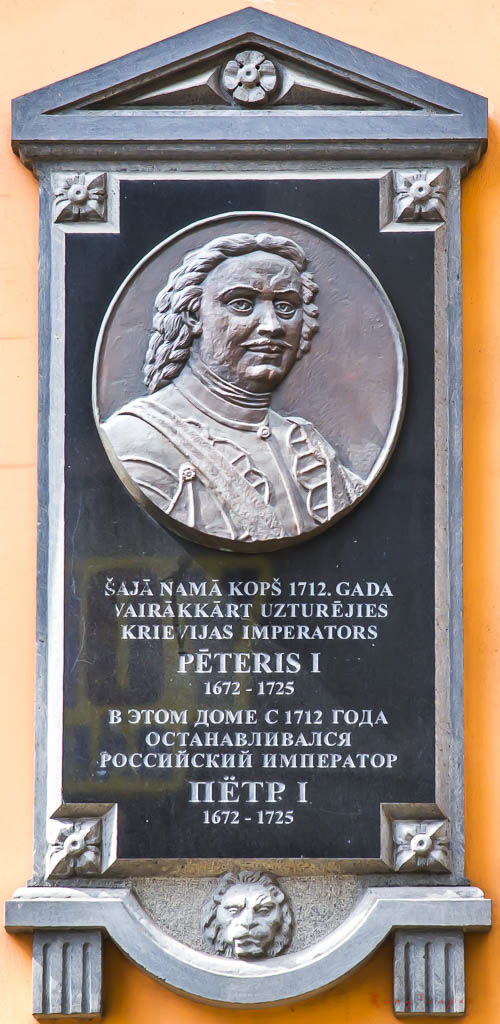 ŠAJĀ NAMĀ KOPŠ 1712. GADA
VAIRĀKKĀRT UZTURĒJIES
KRIEVIJAS IMPERATORS
PĒTERIS I
1672 - 1725
В ЭТОМ ДОМЕ С 1712 ГОДА
ОСТАНАВЛИВАЛСЯ
РОССИЙСКИЙ ИМПЕРАТОР
ПЁТР I
1672 - 1725